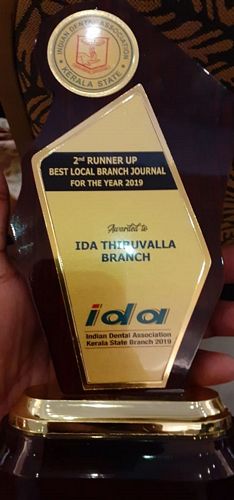 INDIAN DENTAL ASSOCIATION
KERALA STATE
2nd RUNNER UP
BEST LOCAL BRANCH JOURNAL
FOR THE YEAR 2019
Awarded to
IDA THIRUVALLA
BRANCH
ida
Indian Dental Association
Kerala State Branch 2019